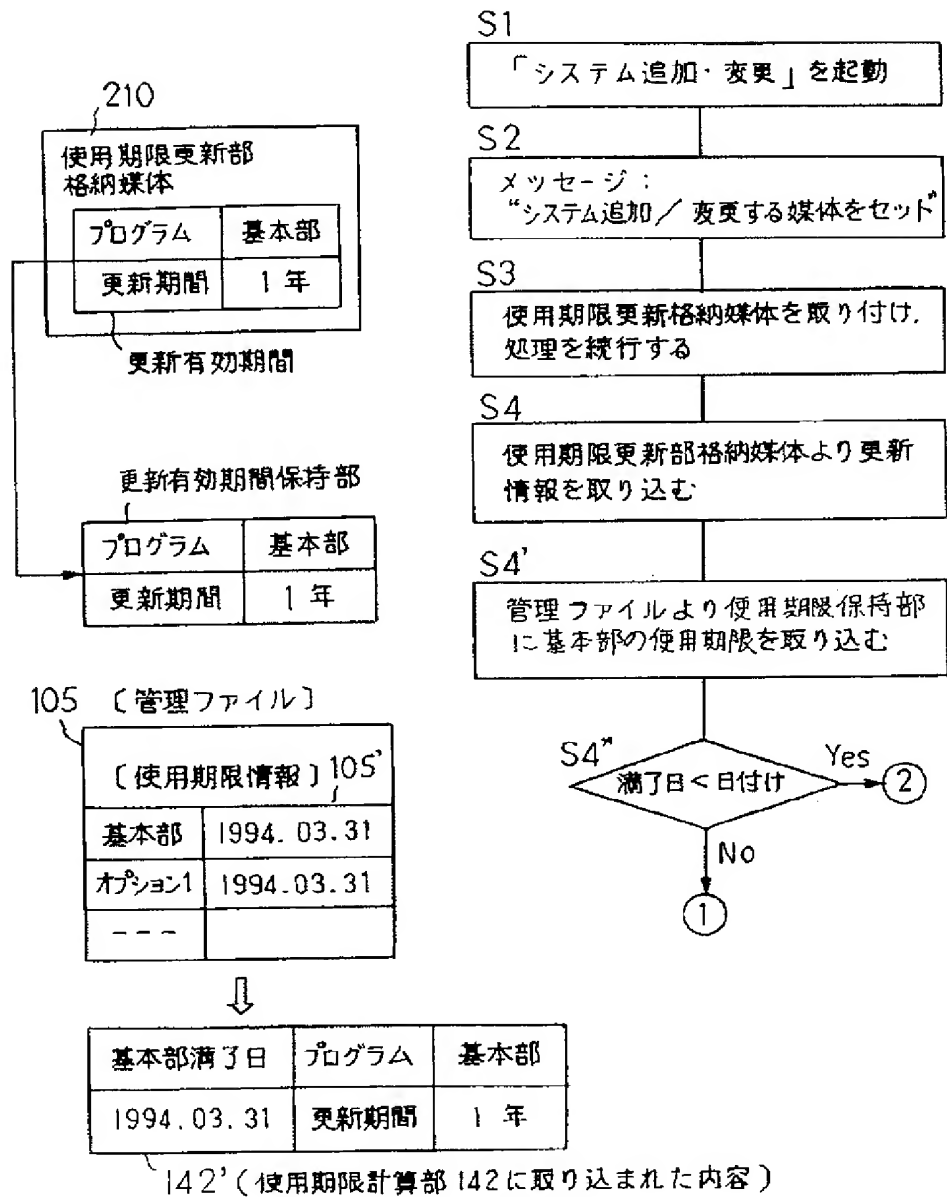 210
使用期限更新部
格納媒体
プログラム 基本部
更新期間 1年
更新有効期間
更新有効期間保持部
プログラム 基本部
更新期間 1年
105 〔管理ファイル〕
〔使用期限情報〕105'
基本部 1994.03.31
オプション1 1994.03.31
---
基本部満了日 プログラム 基本部
1994.03.31 更新期間 1年
142'(使用期限計算部142に取り込まれた内容)
S1
「システム追加・変更」を起動
S2
メッセージ:
“システム追加/変更する媒体をセット”
S3
使用期限更新格納媒体を取り付け,
処理を続行する
S4
使用期限更新部格納媒体より更新
情報を取り込む
S4'
管理ファイルより使用期限保持部
に基本部の使用期限を取り込む
S4"
満了日<日付け
Yes
②
No
①